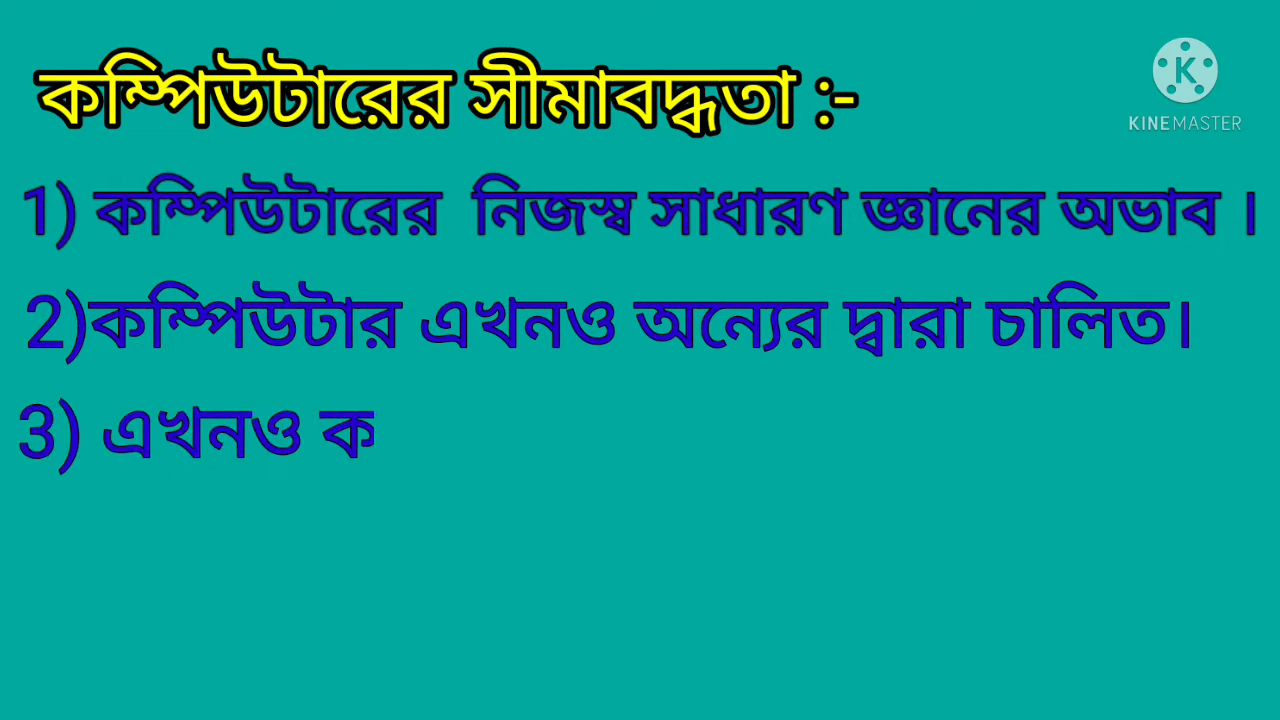 কম্পিউটারের সীমাবদ্ধতা :-
KINEMASTER
1) কম্পিউটারের নিজস্ব সাধারণ জ্ঞানের অভাব ।
2)কম্পিউটার এখনও অন্যের দ্বারা চালিত।
3) এখনও ক